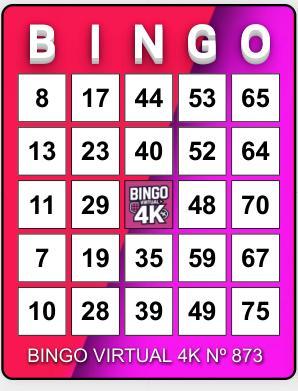 B I N G O
8 17 44 53 65
13 23 40 52 64
11 29 BINGO VIRTUAL 4K 48 70
7 19 35 59 67
10 28 39 49 75
BINGO VIRTUAL 4K Nº 873